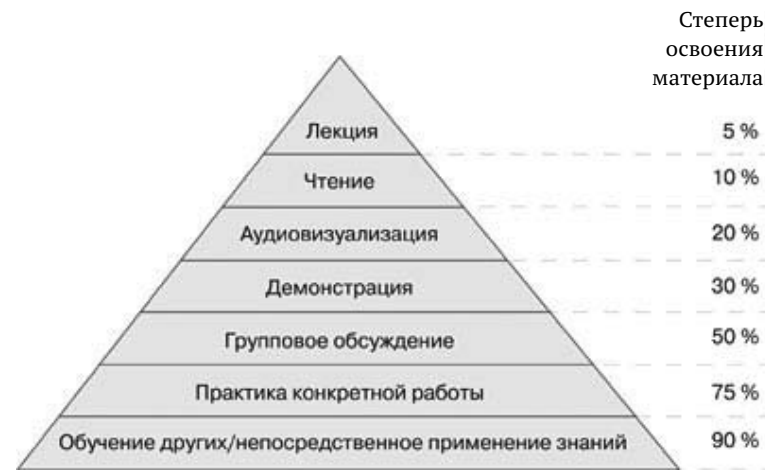 Степерь
освоения
материала
Лекция 5 %
Чтение 10 %
Аудиовизуализация 20 %
Демонстрация 30 %
Групповое обсуждение 50 %
Практика конкретной работы 75 %
Обучение других/непосредственное применение знаний 90 %